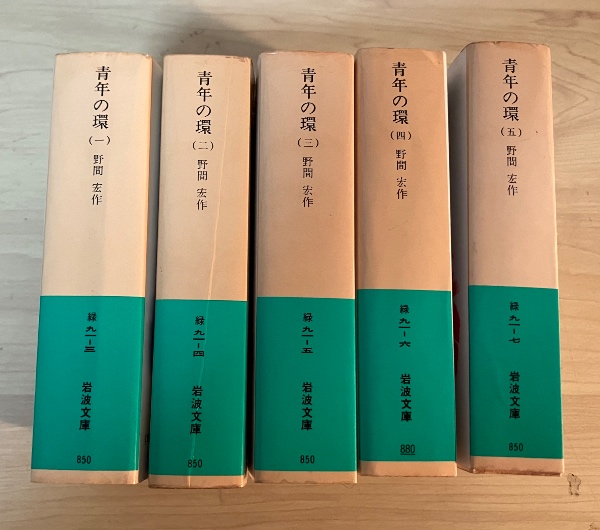 青年の環(一) 野間 宏作
緑 九一-三
岩波文庫
850
青年の環(二) 野間 宏作
緑 九一-四
岩波文庫
850
青年の環(三) 野間 宏作
緑 九一-五
岩波文庫
850
青年の環(四) 野間 宏作
緑 九一-六
岩波文庫
880
青年の環(五) 野間 宏作
緑 九一-七
岩波文庫
850